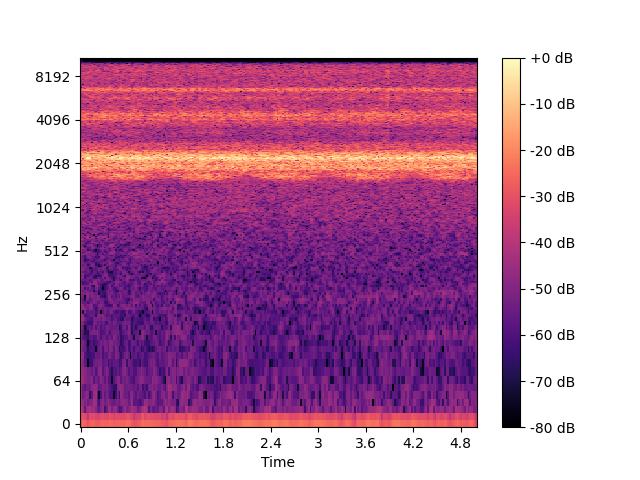 8192
4096
2048
1024
512
256
128
64
0
Hz
0 0.6 1.2 1.8 2.4 3 3.6 4.2 4.8
Time
+0 dB
-10 dB
-20 dB
-30 dB
-40 dB
-50 dB
-60 dB
-70 dB
-80 dB